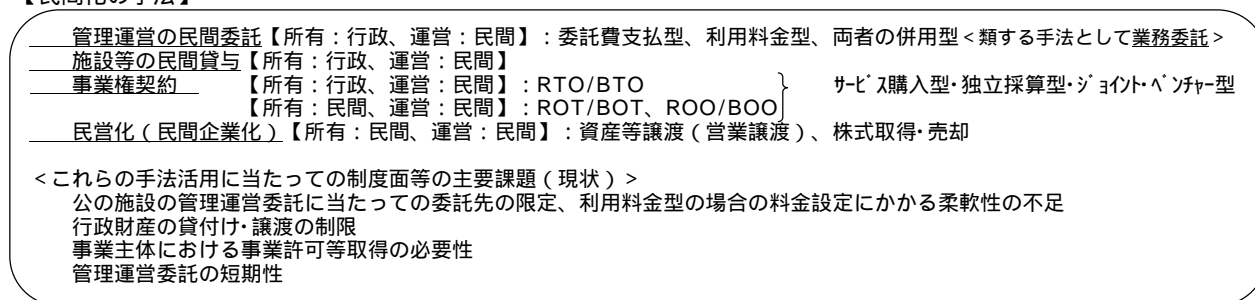 【民間化の手法】
管理運営の民間委託【所有:行政、運営:民間】:委託費支払型、利用料金型、両者の併用型<類する手法として業務委託>
施設等の民間貸与【所有:行政、運営:民間】
事業権契約 【所有:行政、運営:民間】:RTO/BTO サービス購入型・独立採算型・ジョイント・ベンチャー型
【所有:民間、運営:民間】:ROT/BOT、ROO/BOO
民営化(民間企業化)【所有:民間、運営:民間】:資産等譲渡(営業譲渡)、株式取得・売却
<これらの手法活用に当たっての制度面等の主要課題(現状)>
公の施設の管理運営委託に当たっての委託先の限定、利用料金型の場合の料金設定にかかる柔軟性の不足
行政財産の貸付け・譲渡の制限
事業主体における事業許可等取得の必要性
管理運営委託の短期性